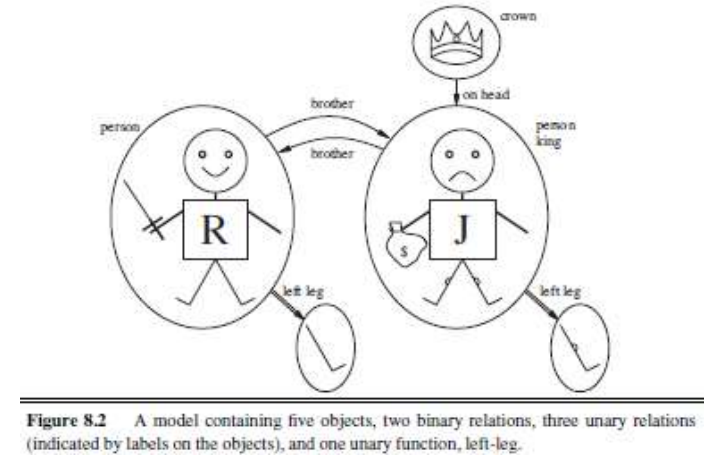 crown
on head
brother
person
person
king
brother
R
J
$
left leg
left leg
Figure 8.2 A model containing five objects, two binary relations, three unary relations
(indicated by labels on the objects), and one unary function, left-leg.